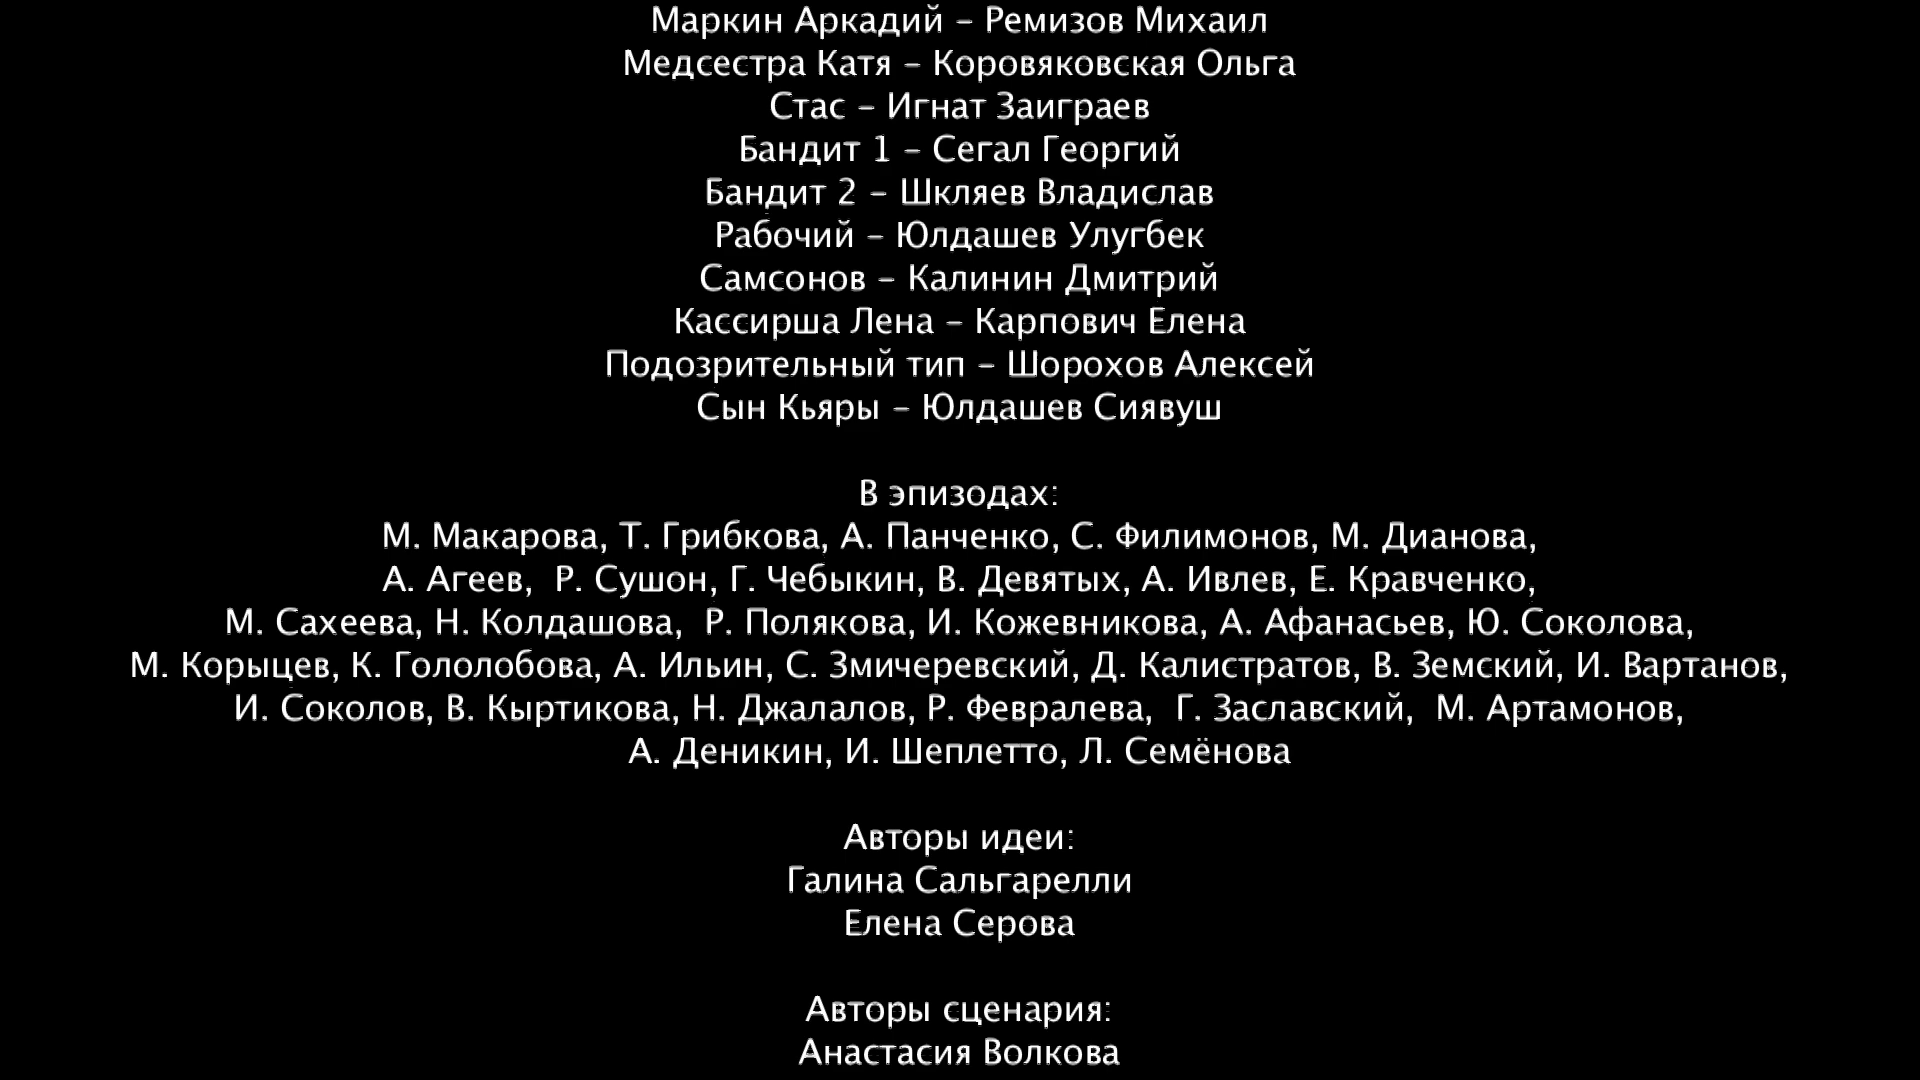 Маркин Аркадий – Ремизов Михаил
Медсестра Катя – Коровяковская Ольга
Стас – Игнат Заиграев
Бандит 1 – Сегал Георгий
Бандит 2 – Шкляев Владислав
Рабочий – Юлдашев Улугбек
Самсонов – Калинин Дмитрий
Кассирша Лена – Карпович Елена
Подозрительный тип – Шорохов Алексей
Сын Кьяры – Юлдашев Сиявуш
В эпизодах:
М. Макарова, Т. Грибкова, А. Панченко, С. Филимонов, М. Дианова,
А. Агеев, Р. Сушон, Г. Чебыкин, В. Девятых, А. Ивлев, Е. Кравченко,
М. Сахеева, Н. Колдашова, Р. Полякова, И. Кожевникова, А. Афанасьев, Ю. Соколова,
М. Корыцев, К. Гололобова, А. Ильин, С. Змичеревский, Д. Калистратов, В. Земский, И. Вартанов,
И. Соколов, В. Кыртикова, Н. Джалалов, Р. Февралева, Г. Заславский, М. Артамонов,
А. Деникин, И. Шеплетто, Л. Семёнова
Авторы идеи:
Галина Сальгарелли
Елена Серова
Авторы сценария:
Анастасия Волкова